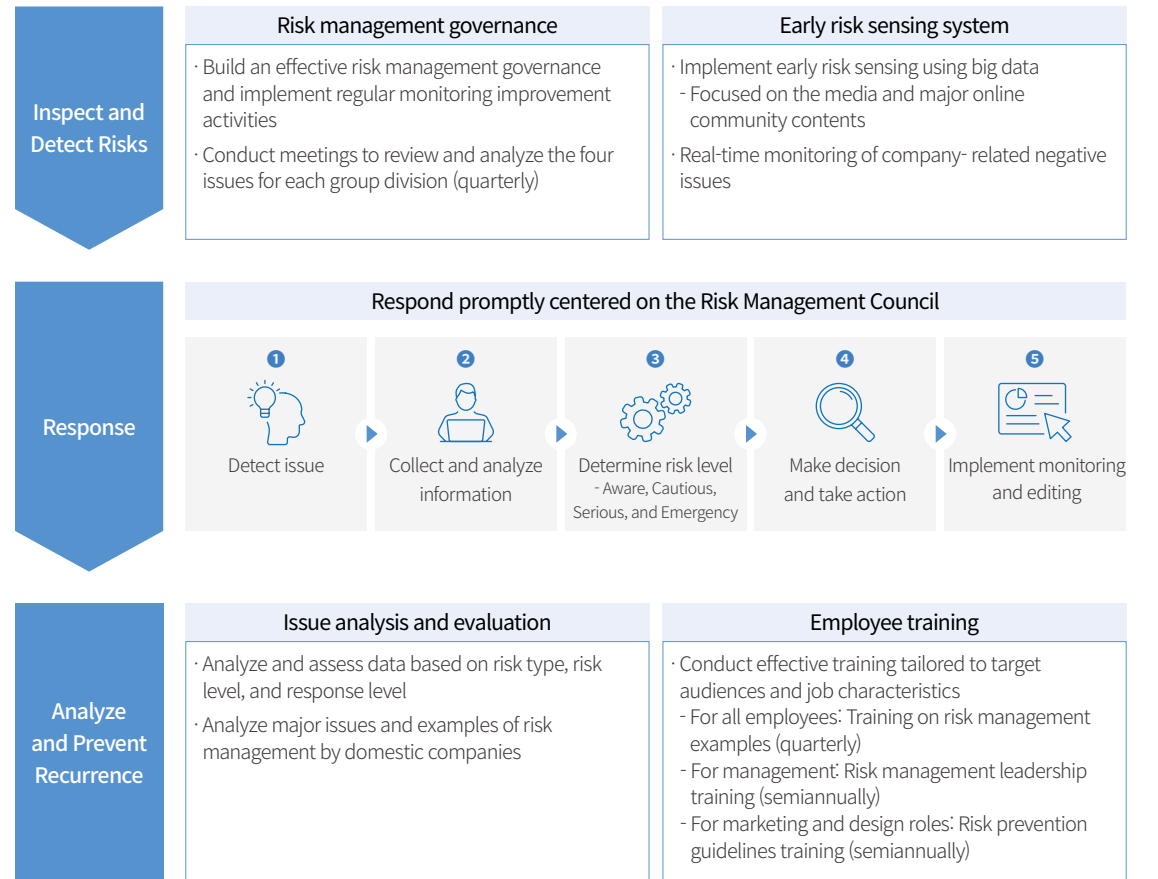 Inspect and
Detect Risks
Risk management governance
· Build an effective risk management governance
and implement regular monitoring improvement
activities
· Conduct meetings to review and analyze the four
issues for each group division (quarterly)
Early risk sensing system
· Implement early risk sensing using big data
- Focused on the media and major online
community contents
· Real-time monitoring of company- related negative
issues
Response
Respond promptly centered on the Risk Management Council
1
Detect issue
2
Collect and analyze
information
3
Determine risk level
- Aware, Cautious,
Serious, and Emergency
4
Make decision
and take action
5
Implement monitoring
and editing
Analyze
and Prevent
Recurrence
Issue analysis and evaluation
· Analyze and assess data based on risk type, risk
level, and response level
· Analyze major issues and examples of risk
management by domestic companies
Employee training
· Conduct effective training tailored to target
audiences and job characteristics
- For all employees: Training on risk management
examples (quarterly)
- For management: Risk management leadership
training (semiannually)
- For marketing and design roles: Risk prevention
guidelines training (semiannually)